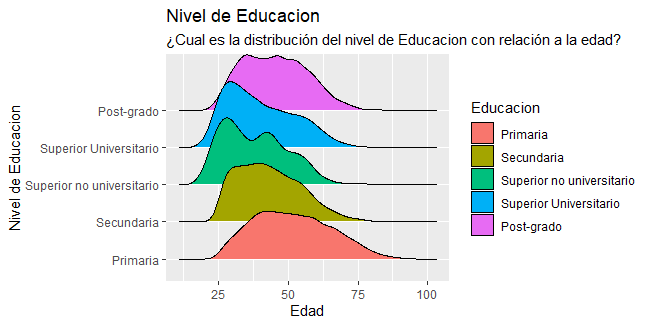 Nivel de Educacion
¿Cual es la distribución del nivel de Educacion con relación a la edad?
Nivel de Educacion
Post-grado
Superior Universitario
Superior no universitario
Secundaria
Primaria
25 50 75 100
Edad
Educacion
Primaria
Secundaria
Superior no universitario
Superior Universitario
Post-grado